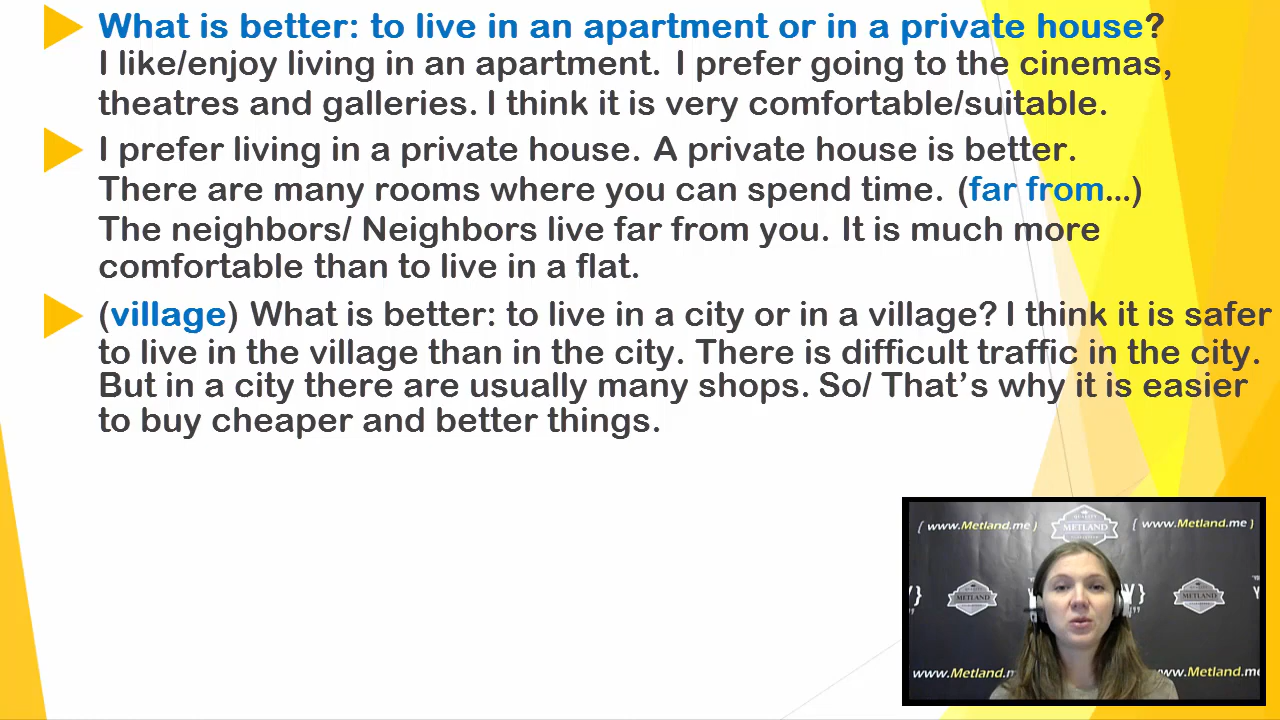 What is better: to live in an apartment or in a private house?
I like/enjoy living in an apartment. I prefer going to the cinemas,
theatres and galleries. I think it is very comfortable/suitable.
I prefer living in a private house. A private house is better.
There are many rooms where you can spend time. (far from...)
The neighbors/ Neighbors live far from you. It is much more
comfortable than to live in a flat.
(village) What is better: to live in a city or in a village? I think it is safer
to live in the village than in the city. There is difficult traffic in the city.
But in a city there are usually many shops. So/ That’s why it is easier
to buy cheaper and better things.
{ www.Metland.me }
METLAND
{ www.Metland.me }
METLAND
METLAND
www.Metland.me
www.Metland.me